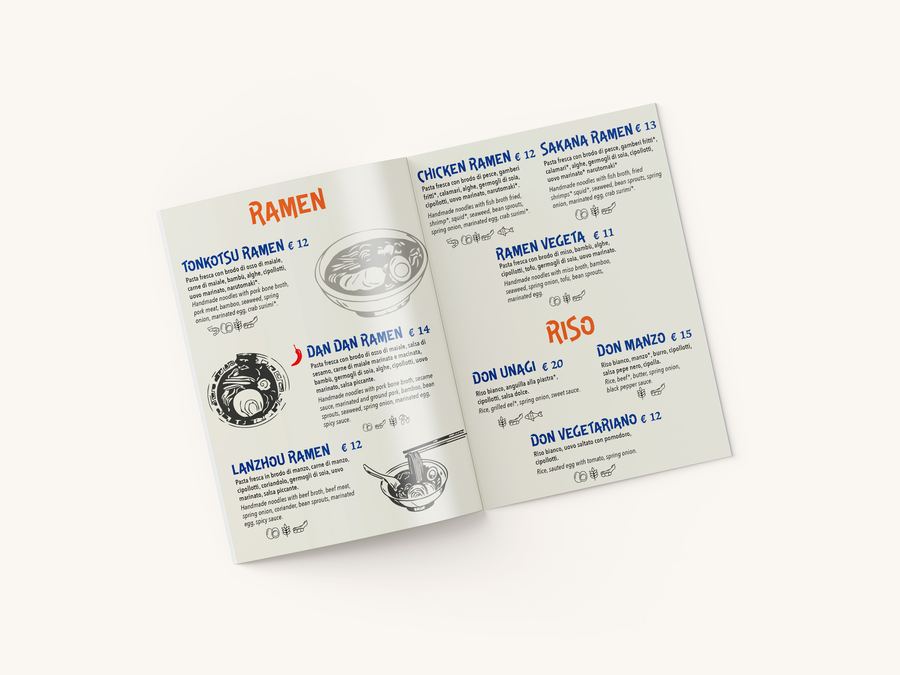 RAMEN
TONKOTSU RAMEN € 12
Pasta fresca con brodo di osso di maiale,
carne di maiale, bambù, alghe, cipollotti,
uovo marinato, narutomaki*.
Handmade noodles with pork bone broth,
pork meat, bamboo, seaweed, spring
onion, marinated egg, crab surimi*.
DAN DAN RAMEN € 14
Pasta fresca con brodo di osso di maiale, salsa di
sesamo, carne di maiale marinata e macinata,
bambù, germogli di soia, alghe, cipollotti, uovo
marinato, salsa piccante.
Handmade noodles with pork bone broth, sesame
sauce, marinated and ground pork, bamboo, bean
sprouts, seaweed, spring onion, marinated egg,
spicy sauce.
LANZHOU RAMEN € 12
Pasta fresca in brodo di manzo, carne di manzo,
cipollotti, coriandolo, germogli di soia, uovo
marinato, salsa piccante.
Handmade noodles with beef broth, beef meat,
spring onion, coriander, bean sprouts, marinated
egg, spicy sauce.
CHICKEN RAMEN € 12
Pasta fresca con brodo di pesce, gamberi
fritti*, calamari, alghe, germogli di soia,
cipollotti, uovo marinato, narutomaki*.
Handmade noodles with fish broth fried,
shrimp*, squid*, seaweed, bean sprouts,
spring onion, marinated egg, crab surimi*.
SAKANA RAMEN € 13
Pasta fresca con brodo di pesce, gamberi fritti*,
calamari*, alghe, germogli di soia, cipollotti,
uovo marinato* narutomaki*.
Handmade noodles with fish broth, fried
shrimps* squid*, seaweed, bean sprouts, spring
onion, marinated egg, crab surimi*.
RAMEN VEGETA € 11
Pasta fresca con brodo di miso, bambù, alghe,
cipollotti, tofu, germogli di soia, uovo marinato.
Handmade noodles with miso broth, bamboo,
seaweed, spring onion, tofu, bean sprouts,
marinated egg.
RISO
DON UNAGI € 20
Riso bianco, anguilla alla piastra*,
cipollotti, salsa dolce.
Rice, grilled eel*, spring onion, sweet sauce.
DON MANZO € 15
Riso bianco, manzo*, burro, cipollotti,
salsa pepe nero, cipolla.
Rice, beef*, butter, spring onion,
black pepper sauce.
DON VEGETARIANO € 12
Riso bianco, uovo saltato con pomodoro,
cipollotti.
Rice, sauted egg with tomato, spring onion.